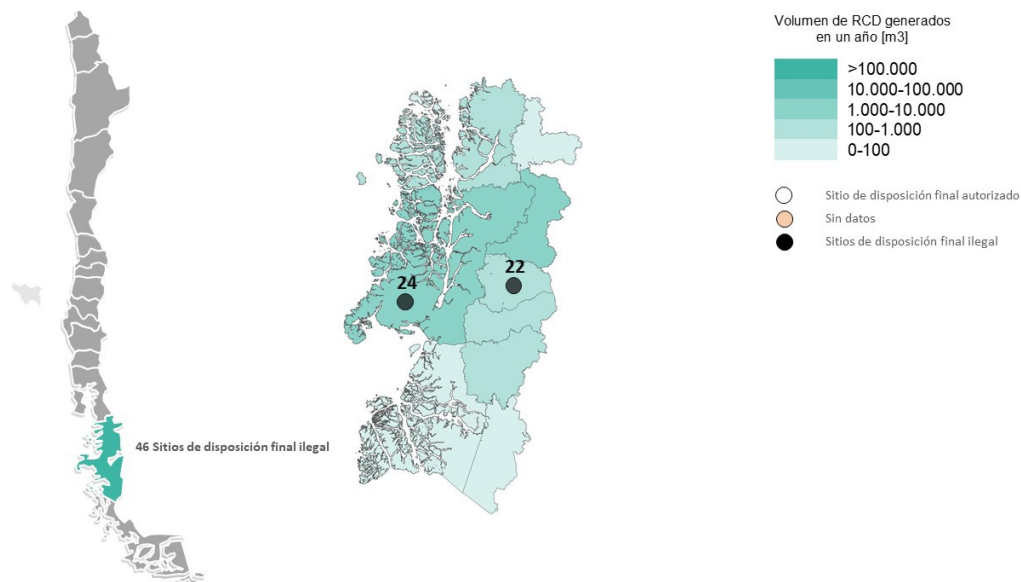 Volumen de RCD generados
en un año [m3]
>100.000
10.000-100.000
1.000-10.000
100-1.000
0-100
Sitio de disposición final autorizado
Sin datos
Sitios de disposición final ilegal
24
22
46 Sitios de disposición final ilegal